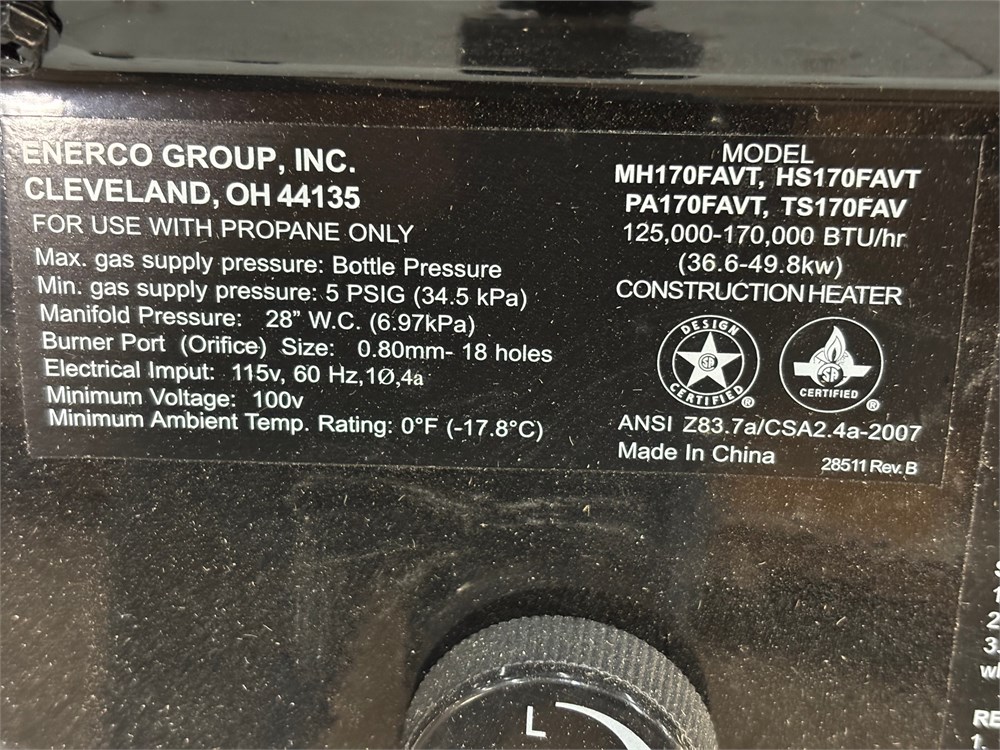 ENERCO GROUP, INC.
CLEVELAND, OH 44135
FOR USE WITH PROPANE ONLY
Max. gas supply pressure: Bottle Pressure
Min. gas supply pressure: 5 PSIG (34.5 kPa)
Manifold Pressure: 28” W.C. (6.97kPa)
Burner Port (Orifice) Size: 0.80mm- 18 holes
Electrical Imput: 115v, 60 Hz,1Ø,4a
Minimum Voltage: 100v
Minimum Ambient Temp. Rating: 0°F (-17.8°C)
MODEL
MH170FAVT, HS170FAVT
PA170FAVT, TS170FAV
125,000-170,000 BTU/hr
(36.6-49.8kw)
CONSTRUCTION HEATER
DESIGN
CERTIFIED
®
CERTIFIED
®
ANSI Z83.7a/CSA2.4a-2007
Made In China
28511 Rev. B
L
2
3.
RE
1